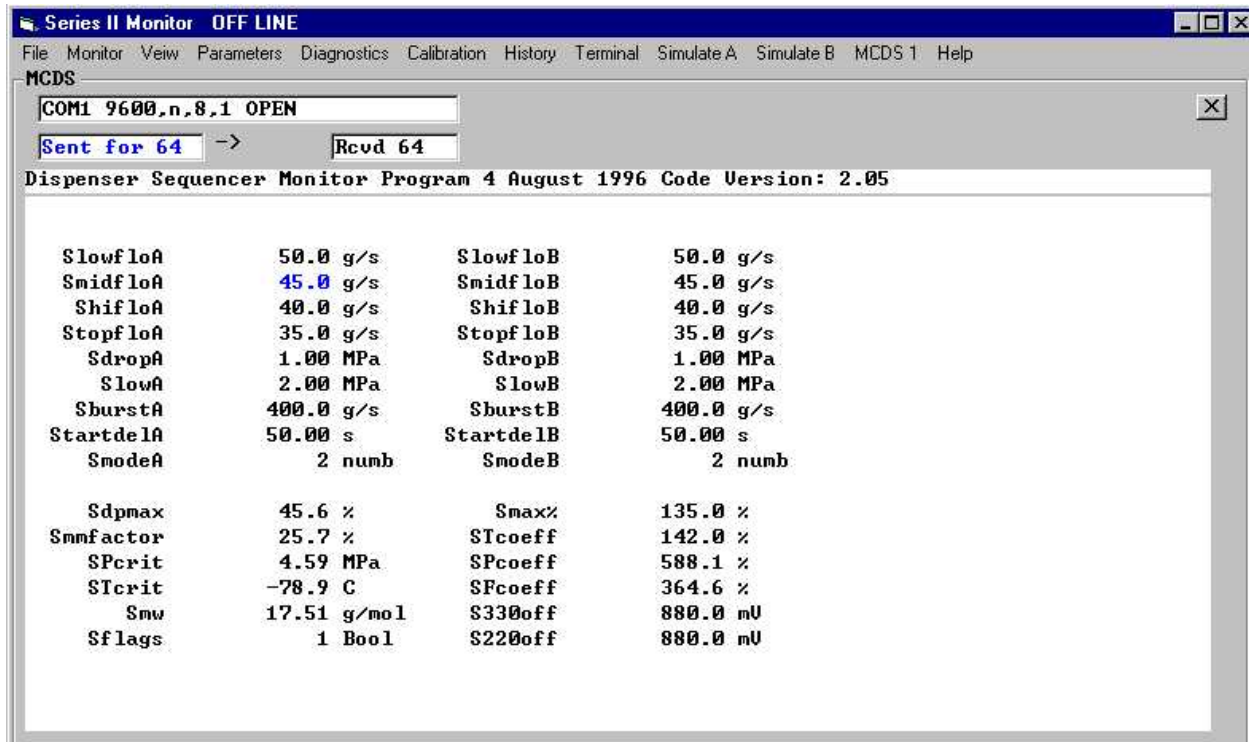 Series II Monitor OFF LINE
File Monitor Veiw Parameters Diagnostics Calibration History Terminal Simulate A Simulate B MCDS 1 Help
MCDS
COM1 9600,n,8,1 OPEN
Sent for 64 -> Rcvd 64
Dispenser Sequencer Monitor Program 4 August 1996 Code Version: 2.05
SlowfloA 50.0 g/s SlowfloB 50.0 g/s
SmidfloA 45.0 g/s SmidfloB 45.0 g/s
ShifloA 40.0 g/s ShifloB 40.0 g/s
StopfloA 35.0 g/s StopfloB 35.0 g/s
SdropA 1.00 MPa SdropB 1.00 MPa
SlowA 2.00 MPa SlowB 2.00 MPa
SburstA 400.0 g/s SburstB 400.0 g/s
StartdelA 50.00 s StartdelB 50.00 s
SmodeA 2 numb SmodeB 2 numb
Sdpmax 45.6 % Smax% 135.0 %
Smmfactor 25.7 % STcoeff 142.0 %
SPcrit 4.59 MPa SPcoeff 588.1 %
STcrit -78.9 C SFcoeff 364.6 %
Smw 17.51 g/mol S330off 880.0 mV
Sflags 1 Bool S220off 880.0 mV